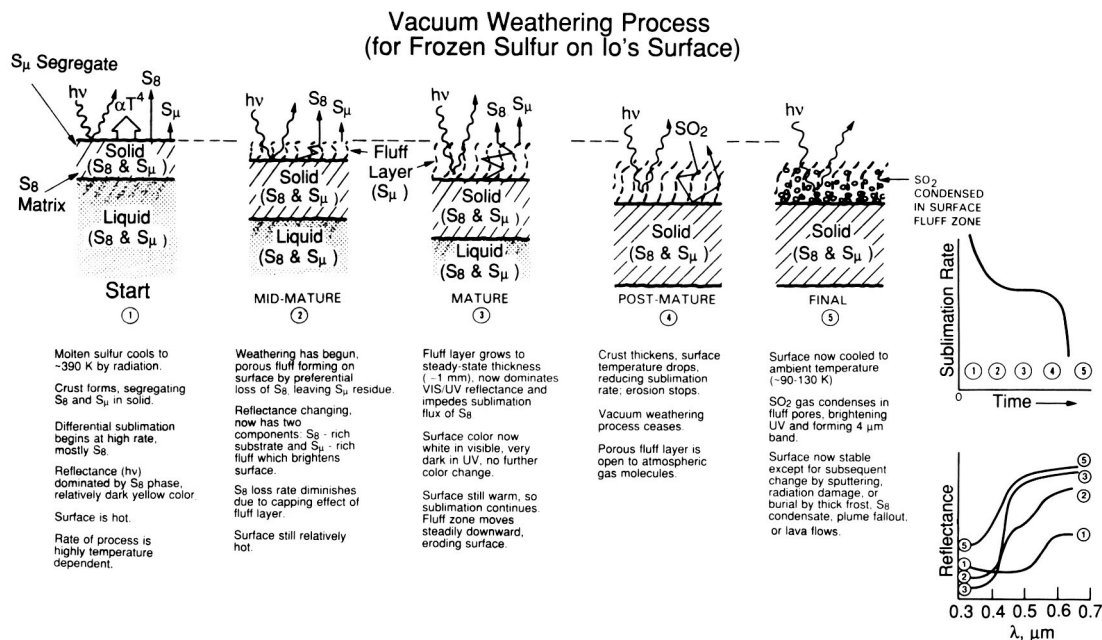 Vacuum Weathering Process
(for Frozen Sulfur on Io's Surface)
Sμ Segregate
hν
αT⁴
S8
Sμ
Solid
(S8 & Sμ)
S8
Matrix
Liquid
(S8 & Sμ)
Start
①
Molten sulfur cools to
~390 K by radiation.
Crust forms, segregating
S8 and Sμ in solid.
Differential sublimation
begins at high rate,
mostly S8.
Reflectance (hν)
dominated by S8 phase,
relatively dark yellow color.
Surface is hot.
Rate of process is
highly temperature
dependent.
hν
S8
Sμ
Fluff
Layer
(Sμ)
Solid
(S8 & Sμ)
Liquid
(S8 & Sμ)
MID-MATURE
②
Weathering has begun,
porous fluff forming on
surface by preferential
loss of S8, leaving Sμ residue.
Reflectance changing,
now has two
components: S8 - rich
substrate and Sμ - rich
fluff which brightens
surface.
S8 loss rate diminishes
due to capping effect of
fluff layer.
Surface still relatively
hot.
hν
S8
Sμ
Solid
(S8 & Sμ)
Liquid
(S8 & Sμ)
MATURE
③
Fluff layer grows to
steady-state thickness
(~1 mm), now dominates
VIS/UV reflectance and
impedes sublimation
flux of S8
Surface color now
white in visible, very
dark in UV, no further
color change.
Surface still warm, so
sublimation continues.
Fluff zone moves
steadily downward,
eroding surface.
hν
SO2
Solid
(S8 & Sμ)
POST-MATURE
④
Crust thickens, surface
temperature drops,
reducing sublimation
rate; erosion stops.
Vacuum weathering
process ceases.
Porous fluff layer is
open to atmospheric
gas molecules.
hν
SO2
CONDENSED
IN SURFACE
FLUFF ZONE
Solid
(S8 & Sμ)
FINAL
⑤
Surface now cooled to
ambient temperature
(~90-130 K)
SO2 gas condenses in
fluff pores, brightening
UV and forming 4 μm
band.
Surface now stable
except for subsequent
change by sputtering,
radiation damage, or
burial by thick frost, S8
condensate, plume fallout,
or lava flows.
Sublimation Rate
① ② ③ ④ ⑤
0
Time
Reflectance
⑤
③
②
①
⑤
①
②
③
0.3 0.4 0.5 0.6 0.7
λ, μm